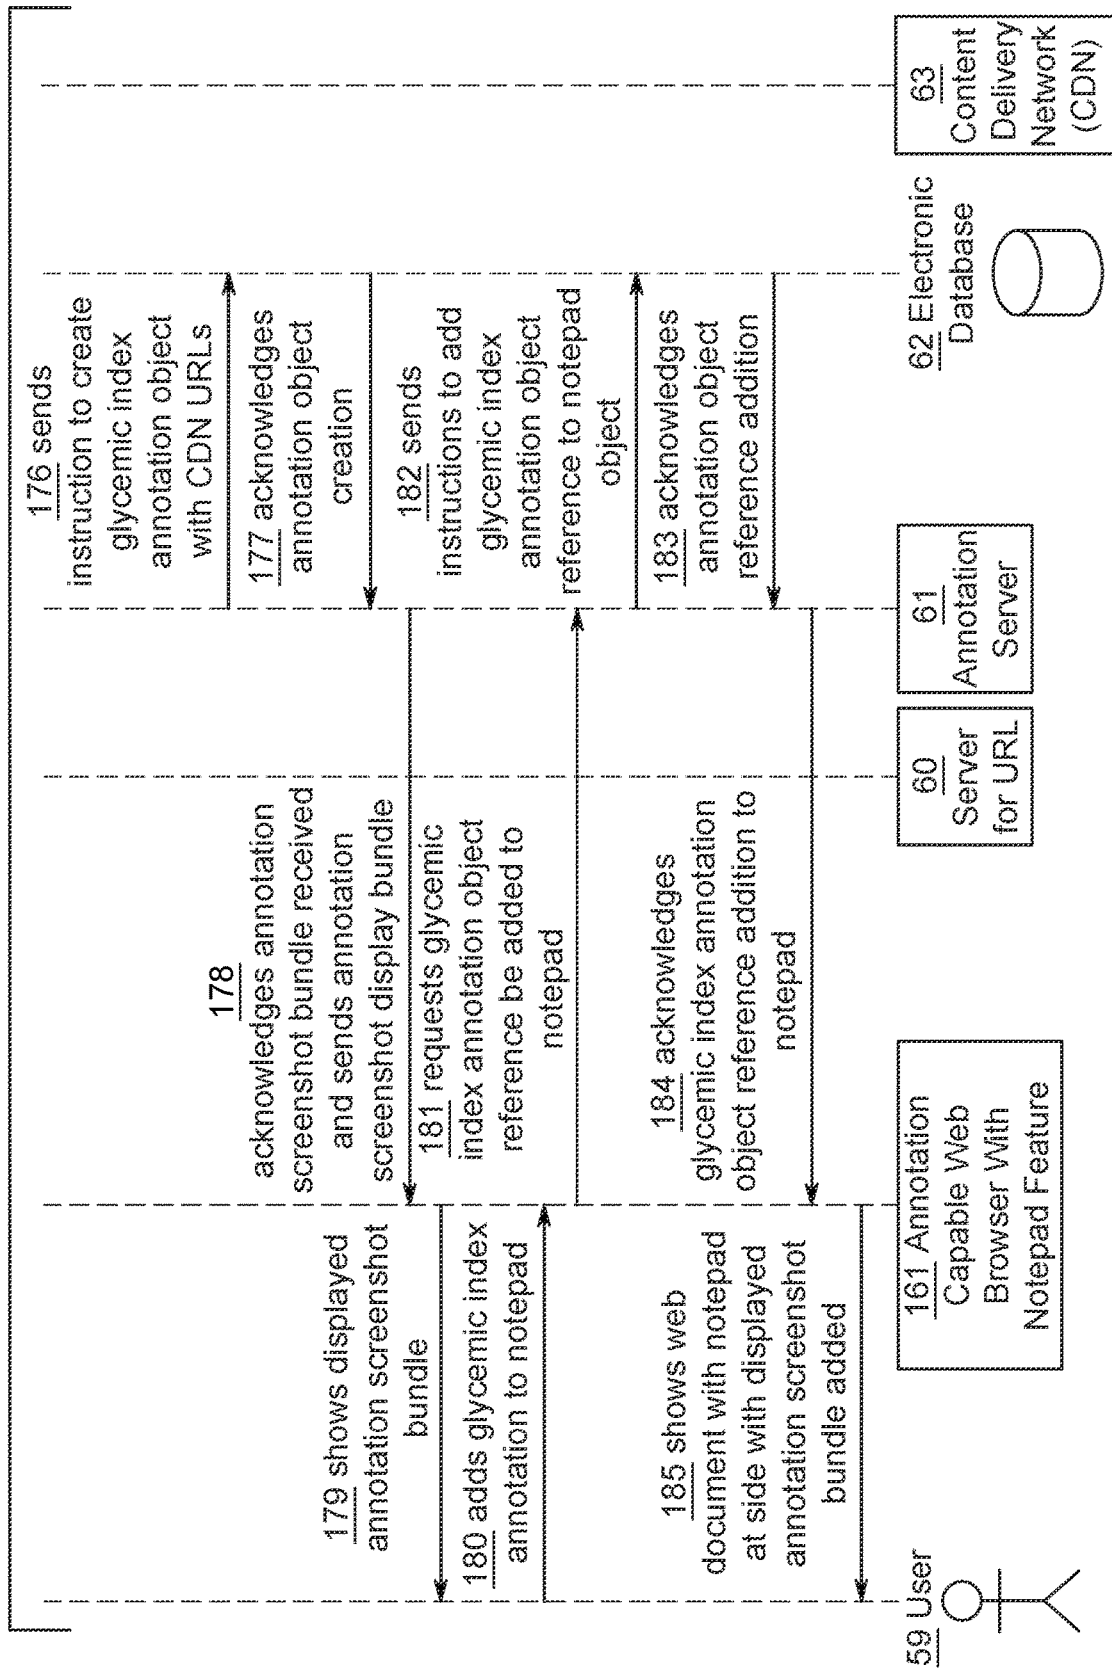 176 sends
instruction to create
glycemic index
annotation object
with CDN URLs
177 acknowledges
annotation object
creation
178
acknowledges annotation
screenshot bundle received
and sends annotation
screenshot display bundle
179 shows displayed
annotation screenshot
bundle
180 adds glycemic index
annotation to notepad
181 requests glycemic
index annotation object
reference be added to
notepad
182 sends
instructions to add
glycemic index
annotation object
reference to notepad
object
183 acknowledges
annotation object
reference addition
184 acknowledges
glycemic index annotation
object reference addition to
notepad
185 shows web
document with notepad
at side with displayed
annotation screenshot
bundle added
59 User
161 Annotation
Capable Web
Browser With
Notepad Feature
60
Server
for URL
61
Annotation
Server
62 Electronic
Database
63
Content
Delivery
Network
(CDN)